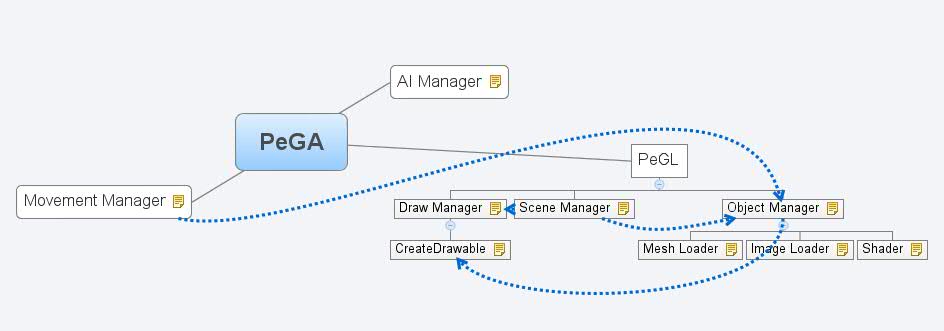 AI Manager
PeGA
PeGL
Movement Manager
Draw Manager
Scene Manager
Object Manager
CreateDrawable
Mesh Loader
Image Loader
Shader